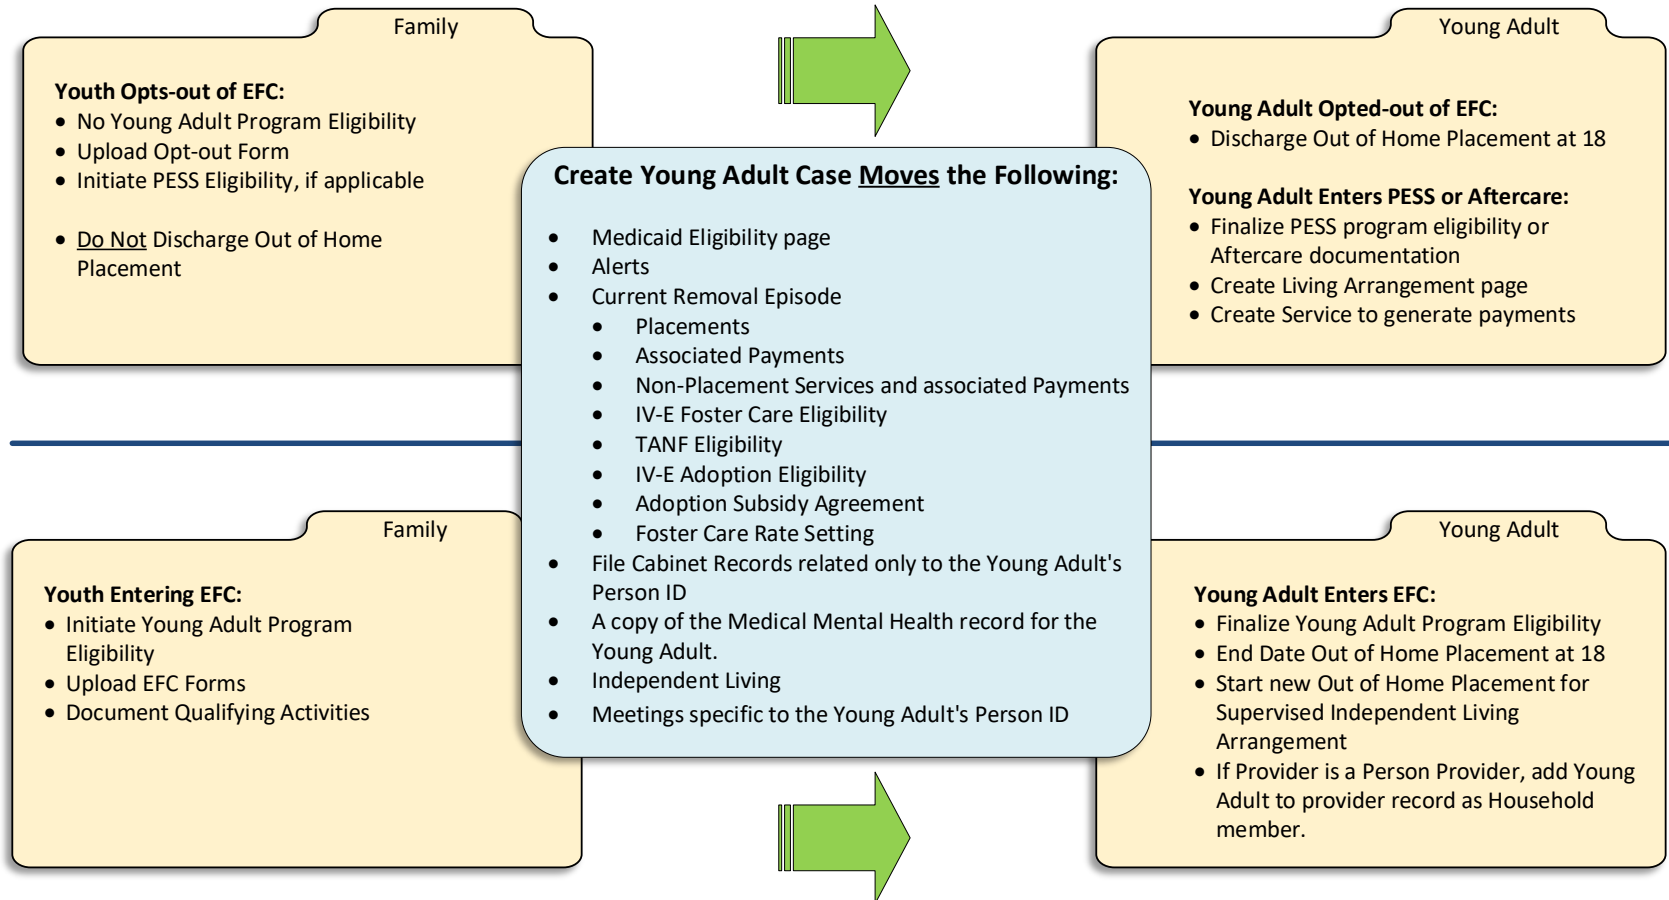 Family
Youth Opts-out of EFC:
• No Young Adult Program Eligibility
• Upload Opt-out Form
• Initiate PESS Eligibility, if applicable
• Do Not Discharge Out of Home
Placement
Young Adult
Young Adult Opted-out of EFC:
• Discharge Out of Home Placement at 18
Young Adult Enters PESS or Aftercare:
• Finalize PESS program eligibility or
Aftercare documentation
• Create Living Arrangement page
• Create Service to generate payments
Create Young Adult Case Moves the Following:
• Medicaid Eligibility page
• Alerts
• Current Removal Episode
• Placements
• Associated Payments
• Non-Placement Services and associated Payments
• IV-E Foster Care Eligibility
• TANF Eligibility
• IV-E Adoption Eligibility
• Adoption Subsidy Agreement
• Foster Care Rate Setting
• File Cabinet Records related only to the Young Adult's
Person ID
• A copy of the Medical Mental Health record for the
Young Adult.
• Independent Living
• Meetings specific to the Young Adult's Person ID
Family
Youth Entering EFC:
• Initiate Young Adult Program
Eligibility
• Upload EFC Forms
• Document Qualifying Activities
Young Adult
Young Adult Enters EFC:
• Finalize Young Adult Program Eligibility
• End Date Out of Home Placement at 18
• Start new Out of Home Placement for
Supervised Independent Living
Arrangement
• If Provider is a Person Provider, add Young
Adult to provider record as Household
member.